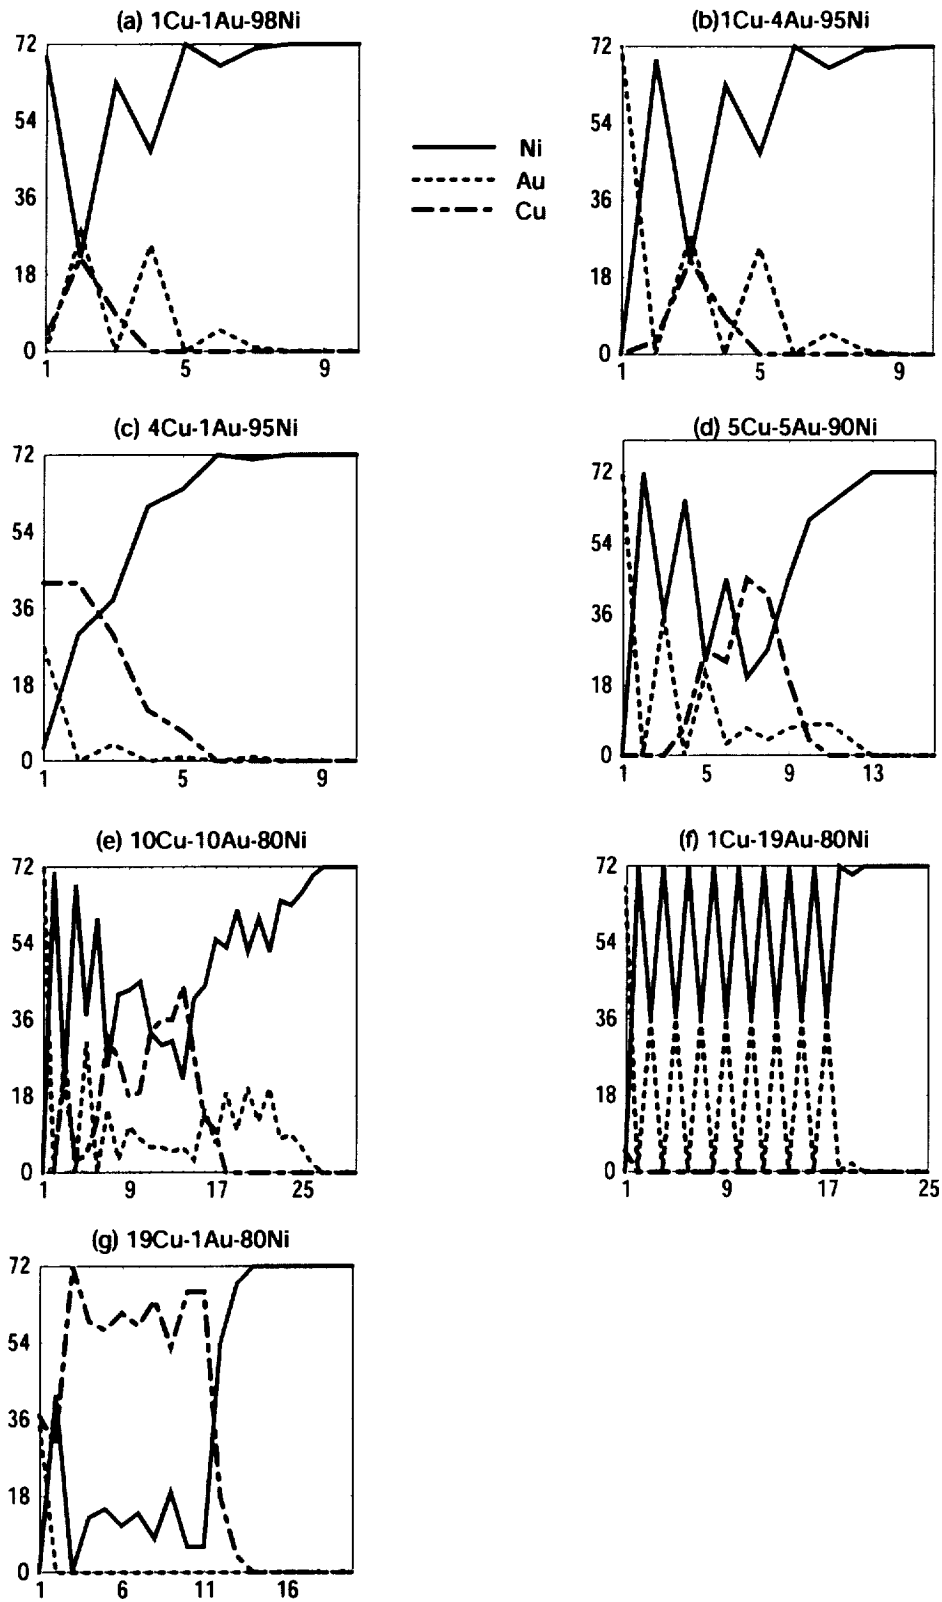 (a) 1Cu-1Au-98Ni
(b)1Cu-4Au-95Ni
72
54
36
18
0
1 5 9
Ni
Au
Cu
72
54
36
18
0
1 5 9
(c) 4Cu-1Au-95Ni
(d) 5Cu-5Au-90Ni
72
54
36
18
0
1 5 9
72
54
36
18
0
1 5 9 13
(e) 10Cu-10Au-80Ni
(f) 1Cu-19Au-80Ni
72
54
36
18
0
1 9 17 25
72
54
36
18
0
1 9 17 25
(g) 19Cu-1Au-80Ni
72
54
36
18
0
1 6 11 16